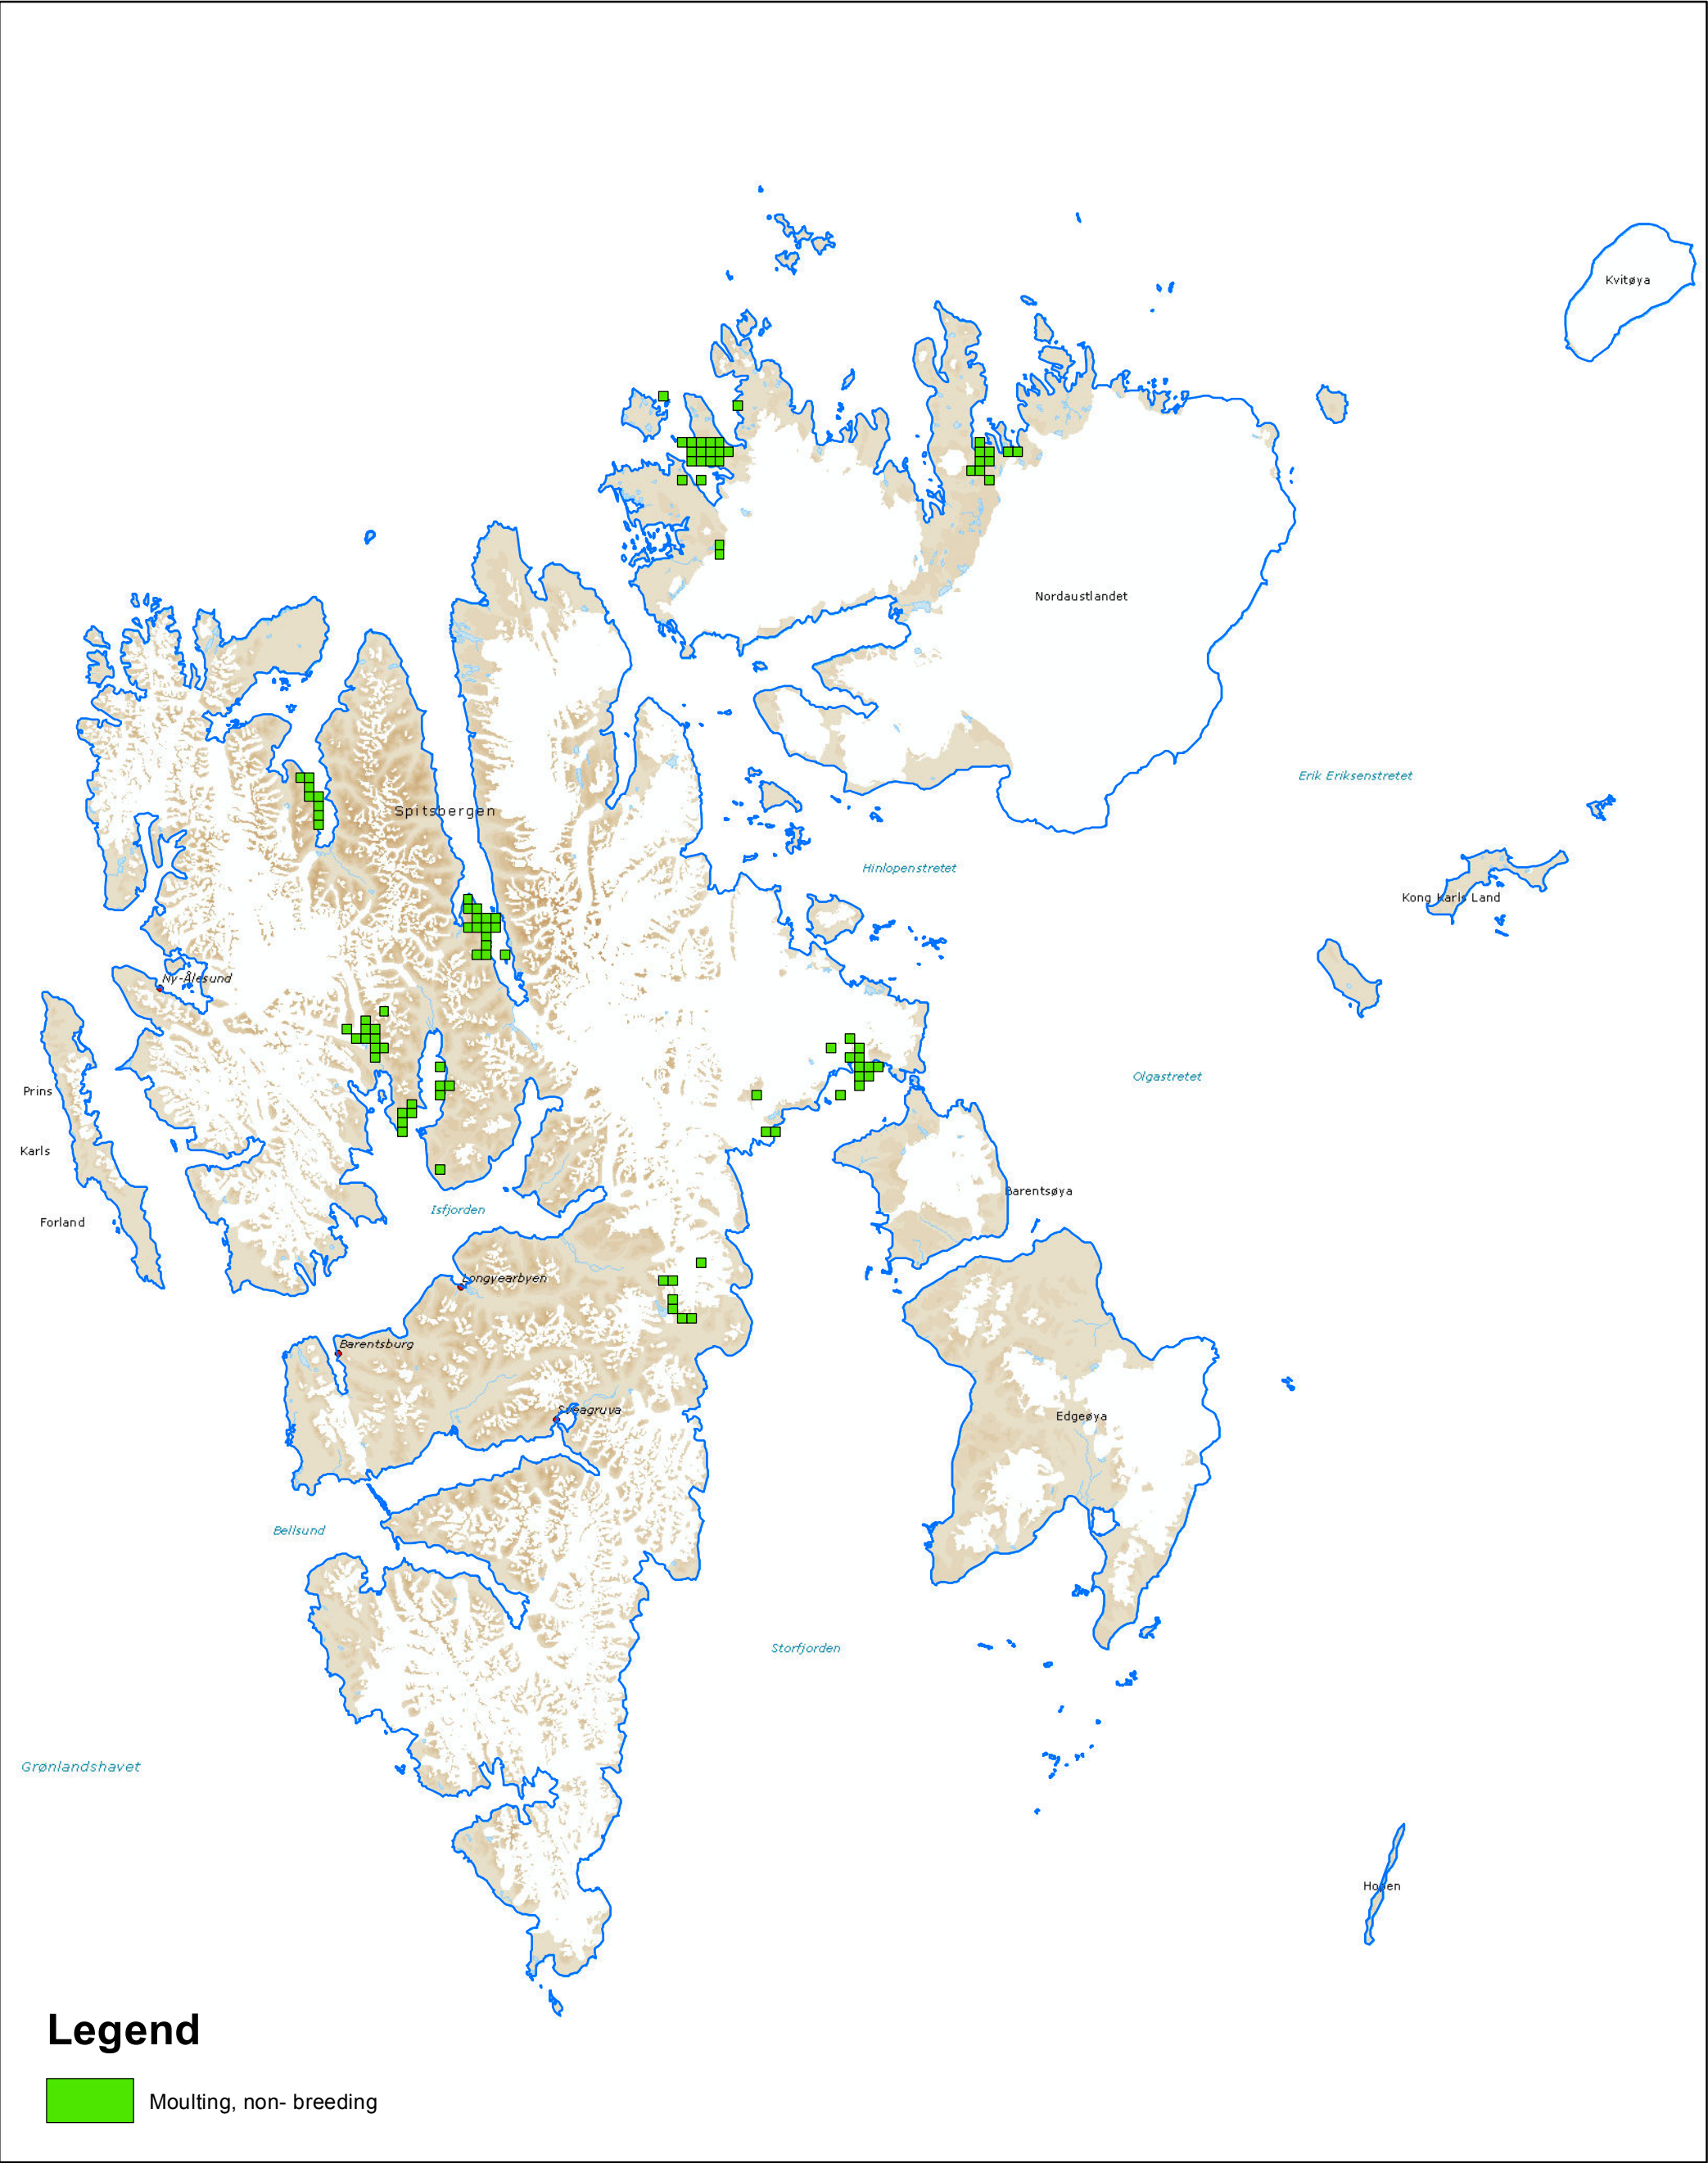 Kvitøya
Nordaustlandet
Erik Eriksenstretet
Spitsbergen
Hinlopenstretet
Kong Karls Land
Ny-Ålesund
Olgastretet
Prins
Karls
Forland
Barentsøya
Isfjorden
Longyearbyen
Barentsburg
Sveagruva
Edgeøya
Bellsund
Storfjorden
Grønlandshavet
Hopen
Legend
Moulting, non- breeding